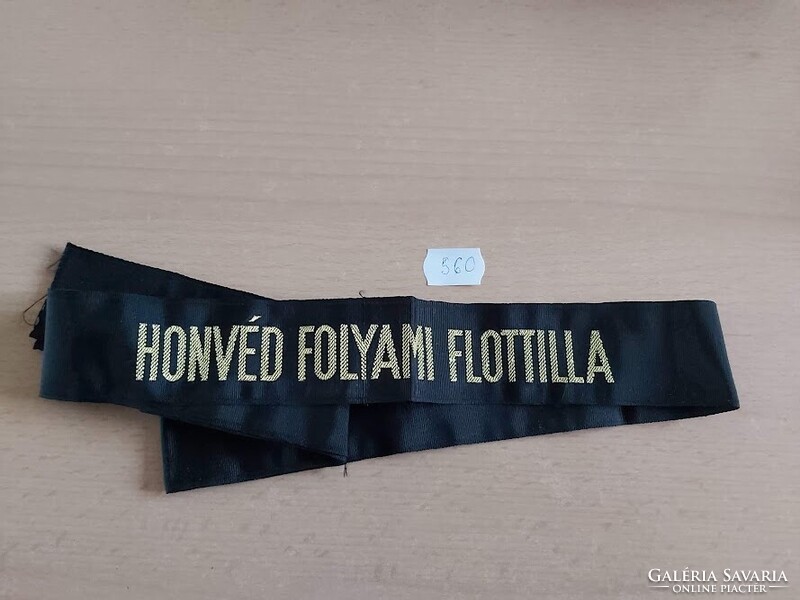 560
HONVÉD FOLYAMI FLOTTILLA
GALÉRIA SAVARIA
ONLINE PIACTÉR